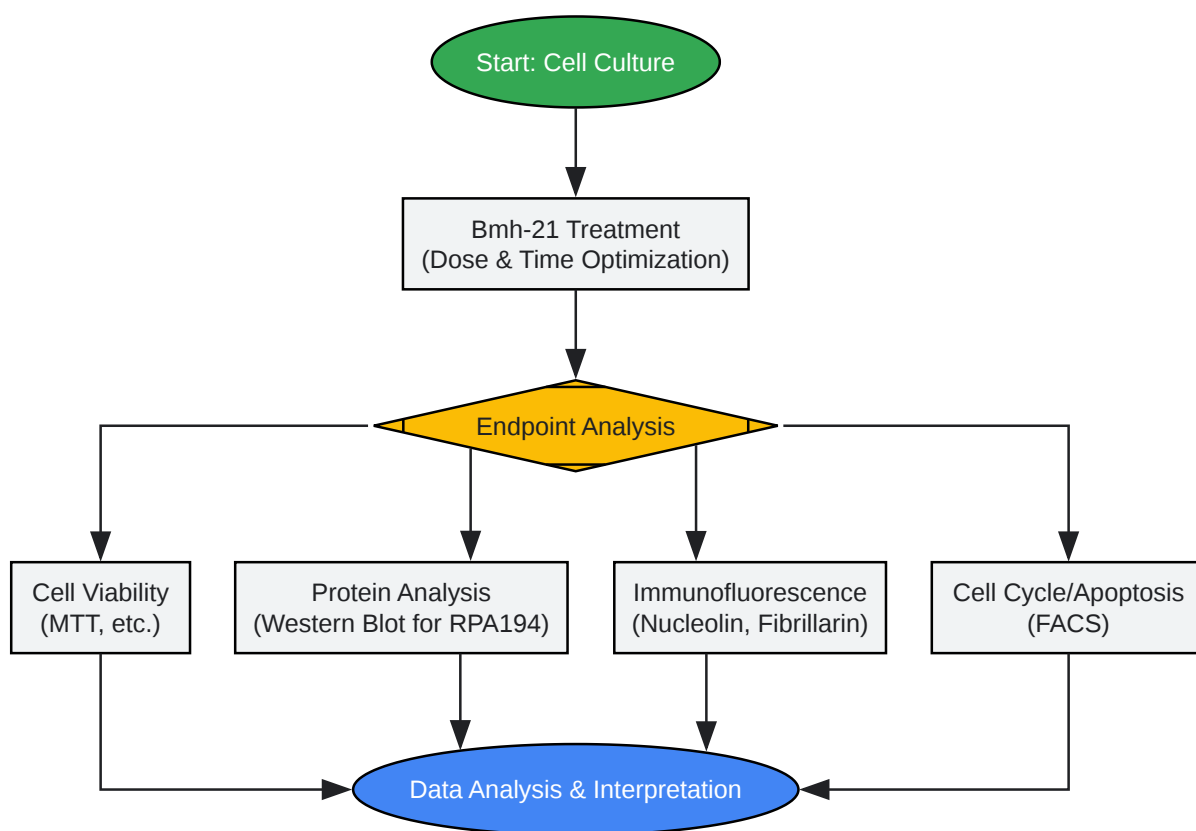 Start: Cell Culture
Bmh-21 Treatment
(Dose & Time Optimization)
Endpoint Analysis
Cell Viability
(MTT, etc.)
Protein Analysis
(Western Blot for RPA194)
Immunofluorescence
(Nucleolin, Fibrillarin)
Cell Cycle/Apoptosis
(FACS)
Data Analysis & Interpretation